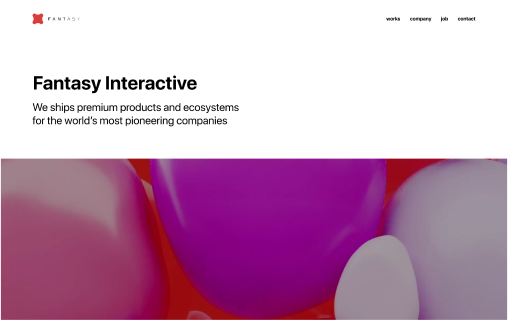 FANTASY
works company job contact
Fantasy Interactive
We ships premium products and ecosystems
for the world's most pioneering companies